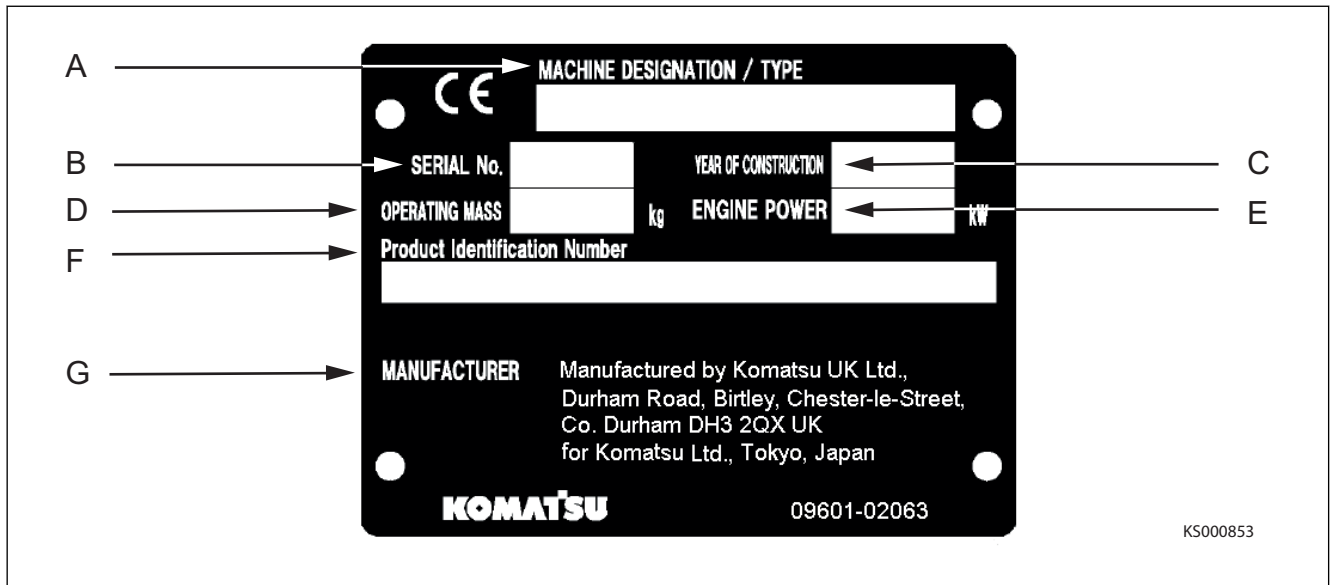 A MACHINE DESIGNATION / TYPE
CE
B SERIAL No. YEAR OF CONSTRUCTION C
D OPERATING MASS kg ENGINE POWER kW E
F Product Identification Number
G MANUFACTURER Manufactured by Komatsu UK Ltd.,
Durham Road, Birtley, Chester-le-Street,
Co. Durham DH3 2QX UK
for Komatsu Ltd., Tokyo, Japan
KOMATSU 09601-02063
KS000853